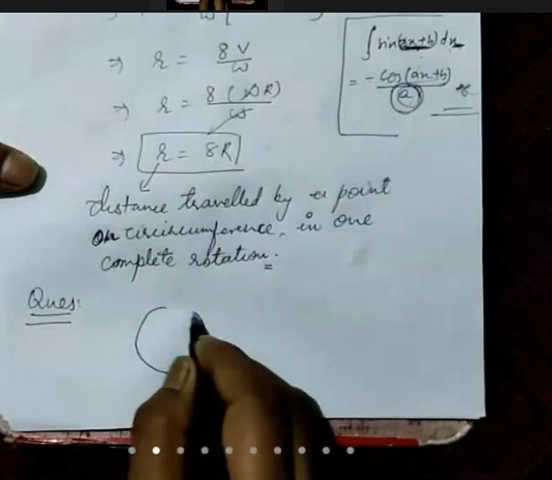 ⇒ r = 8V/ω
⇒ r = 8(ωR)/ω
⇒ r = 8R
distance travelled by a point
on circircumference, in one
complete rotation.
Ques:
∫ sin(ax+b) dx
= -cos(ax+b)/a